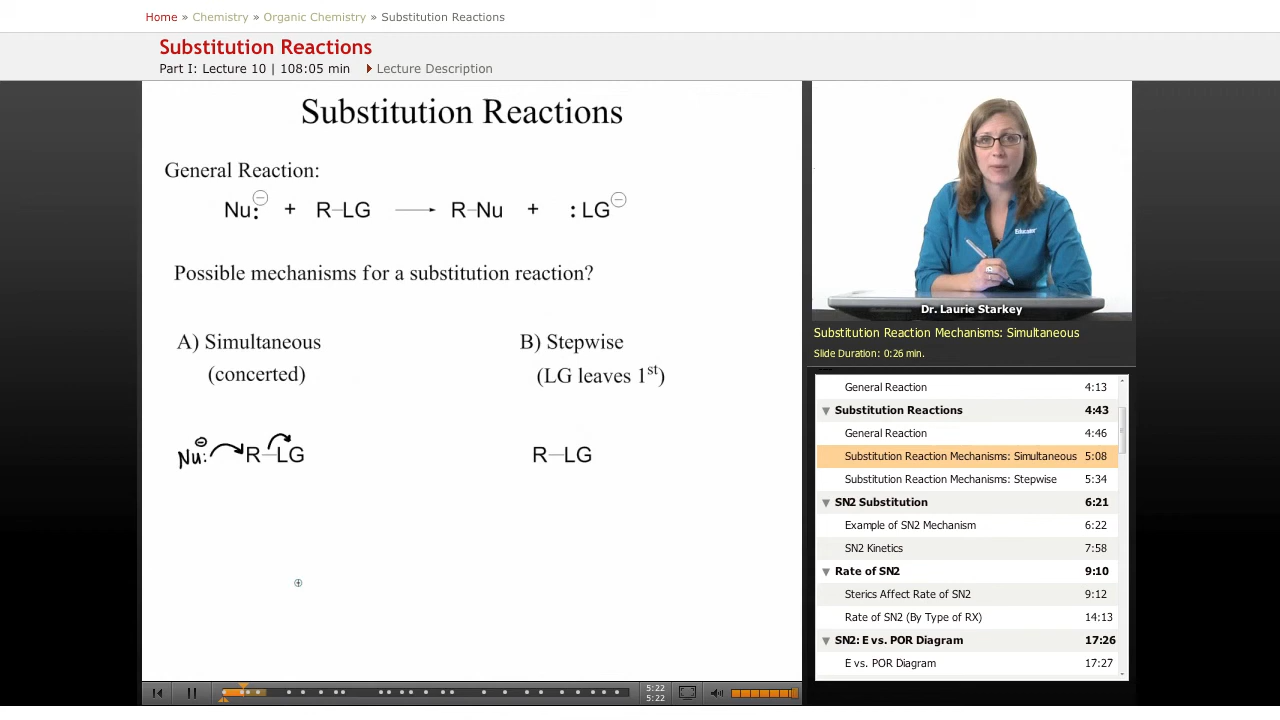 Home » Chemistry » Organic Chemistry » Substitution Reactions
Substitution Reactions
Part I: Lecture 10 | 108:05 min Lecture Description
Substitution Reactions
General Reaction:
Nu:⊖ + R–LG → R–Nu + :LG⊖
Possible mechanisms for a substitution reaction?
A) Simultaneous
(concerted)
B) Stepwise
(LG leaves 1st)
Nu:⊖ R–LG
R–LG
Educator
Dr. Laurie Starkey
Substitution Reaction Mechanisms: Simultaneous
Slide Duration: 0:26 min.
General Reaction 4:13
Substitution Reactions 4:43
General Reaction 4:46
Substitution Reaction Mechanisms: Simultaneous 5:08
Substitution Reaction Mechanisms: Stepwise 5:34
SN2 Substitution 6:21
Example of SN2 Mechanism 6:22
SN2 Kinetics 7:58
Rate of SN2 9:10
Sterics Affect Rate of SN2 9:12
Rate of SN2 (By Type of RX) 14:13
SN2: E vs. POR Diagram 17:26
E vs. POR Diagram 17:27
5:22
5:22